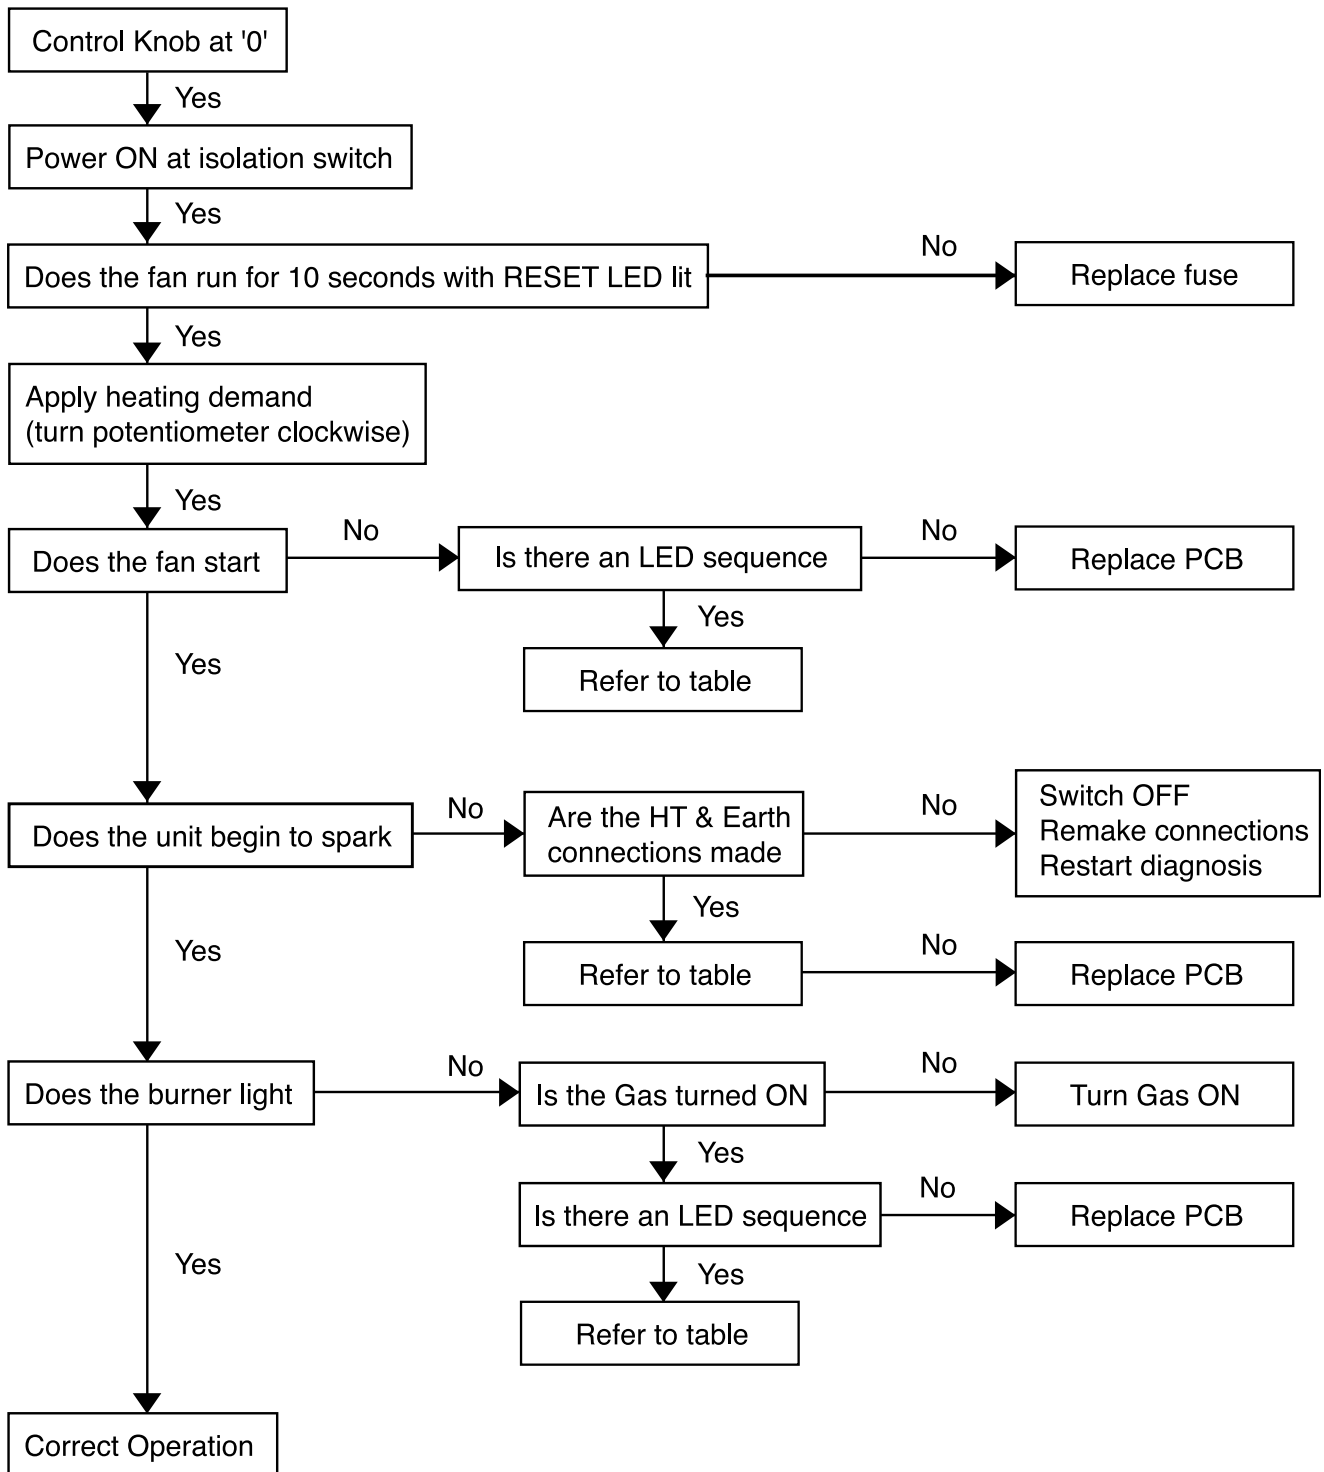 Control Knob at '0'
Yes
Power ON at isolation switch
Yes
Does the fan run for 10 seconds with RESET LED lit
No
Replace fuse
Yes
Apply heating demand
(turn potentiometer clockwise)
Yes
Does the fan start
No
Is there an LED sequence
No
Replace PCB
Yes
Refer to table
Yes
Does the unit begin to spark
No
Are the HT & Earth
connections made
No
Switch OFF
Remake connections
Restart diagnosis
Yes
Refer to table
No
Replace PCB
Yes
Does the burner light
No
Is the Gas turned ON
No
Turn Gas ON
Yes
Is there an LED sequence
No
Replace PCB
Yes
Refer to table
Yes
Correct Operation